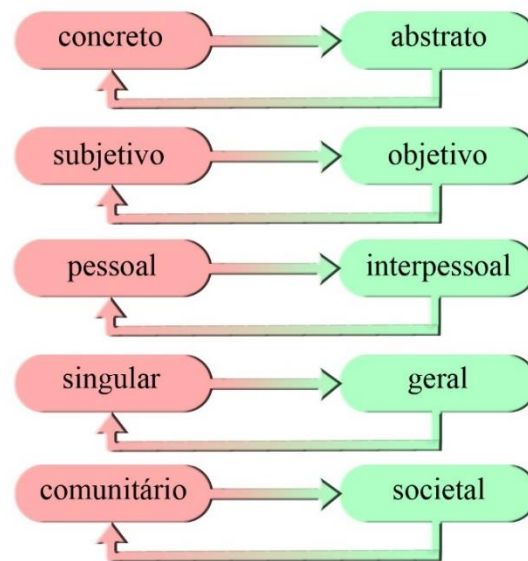 concreto abstrato
subjetivo objetivo
pessoal interpessoal
singular geral
comunitário societal